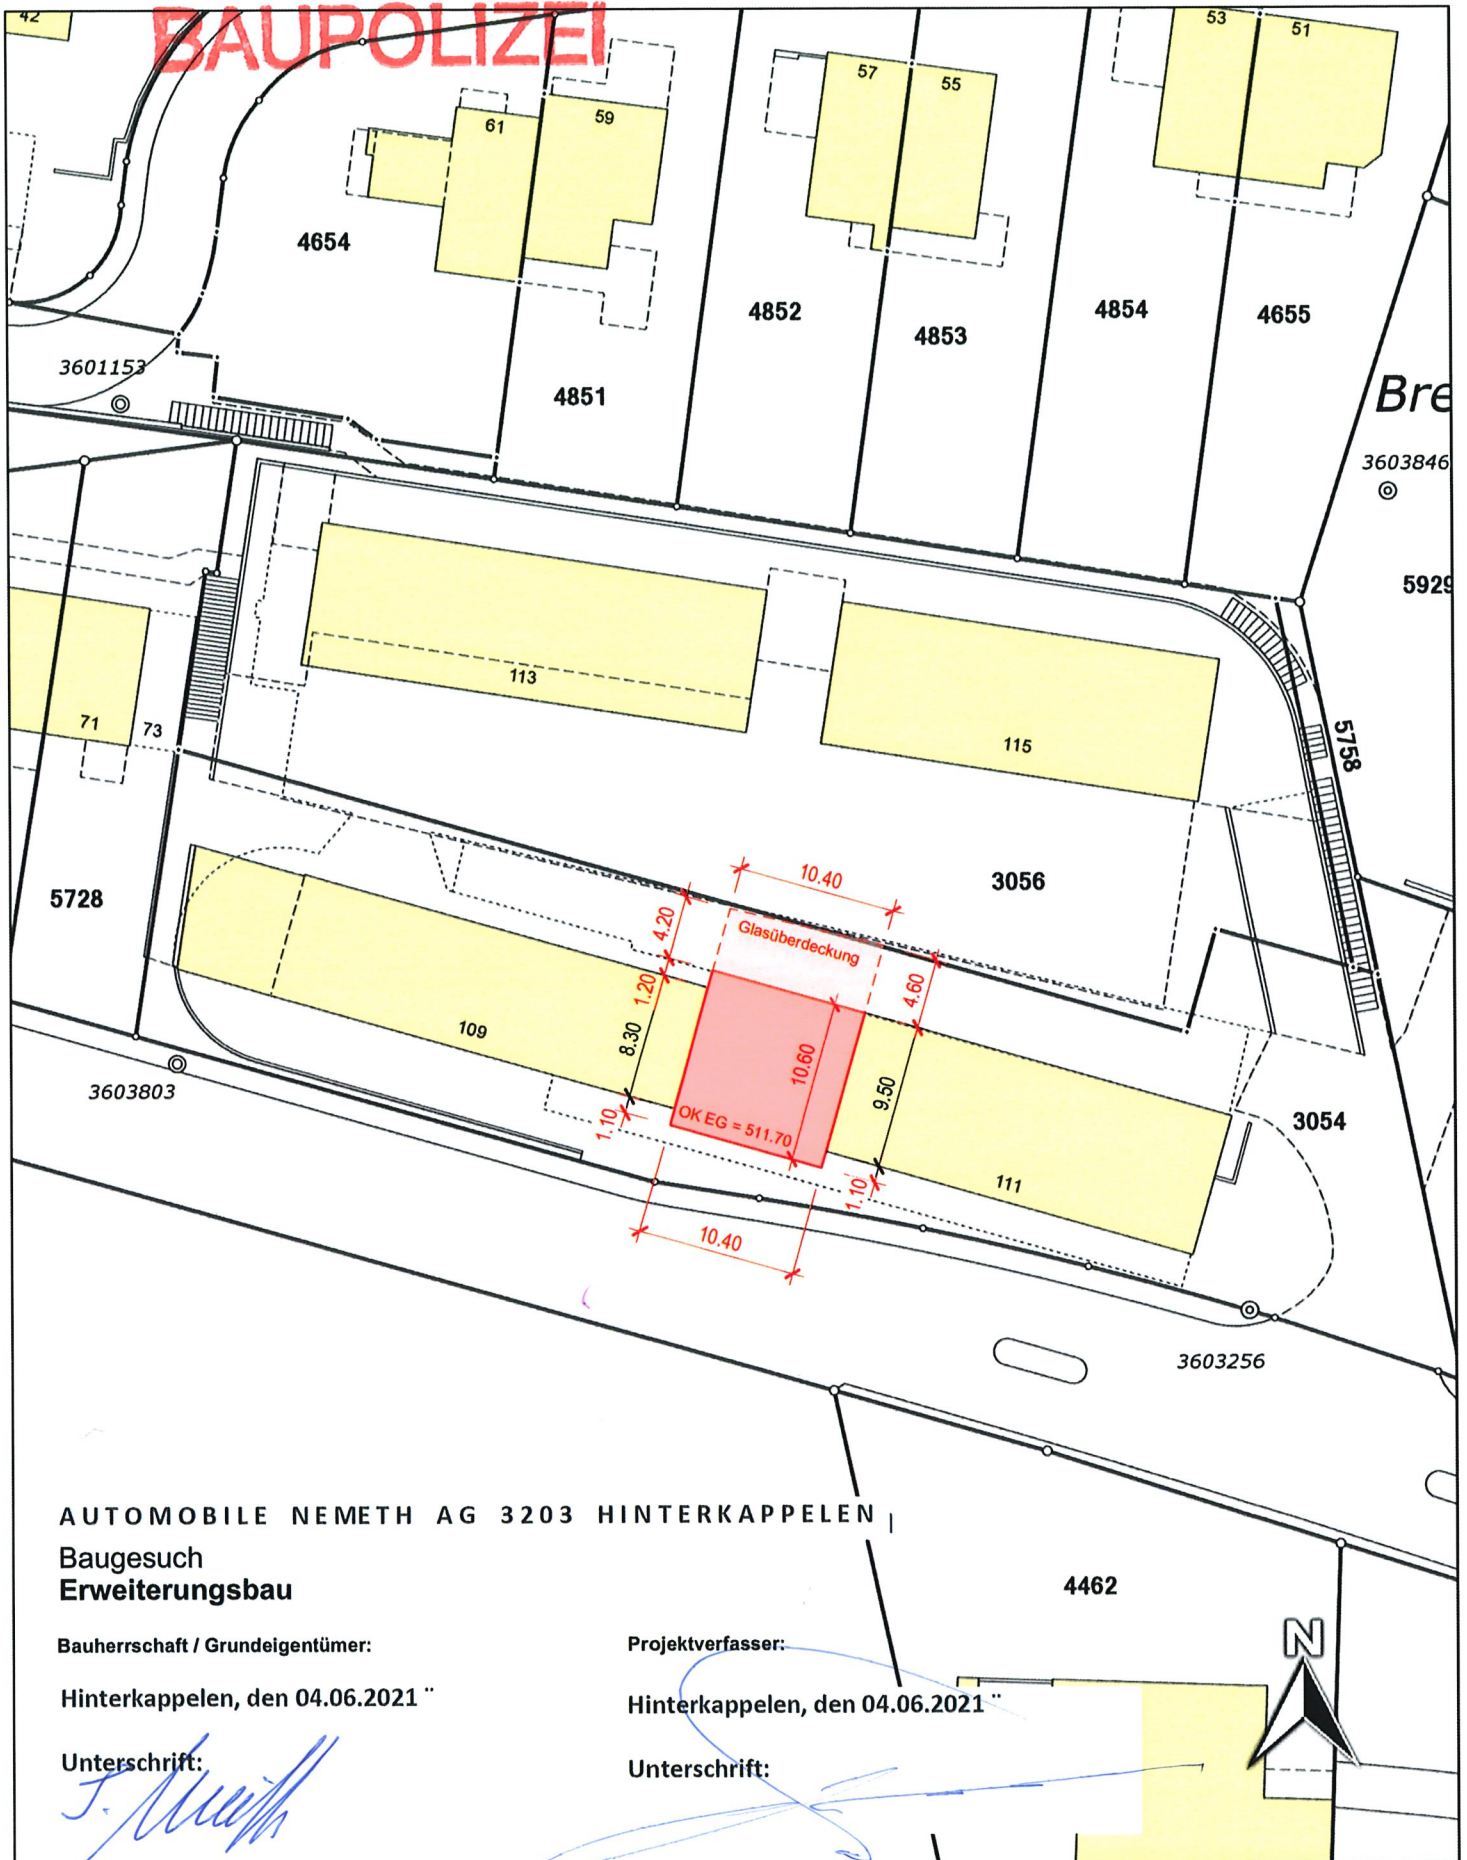 BAUPOLIZEI
42
53
51
57
55
61
59
4654
4852
4853
4854
4655
3601153
4851
Bre
3603846
5929
113
71
73
115
5758
5728
3056
10.40
4.20
Glasüberdeckung
1.20
4.60
109
8.30
10.60
9.50
3603803
1.10
OK EG = 511.70
3054
111
1.10
10.40
3603256
AUTOMOBILE NEMETH AG 3203 HINTERKAPPELEN
Baugesuch
Erweiterungsbau
4462
Bauherrschaft / Grundeigentümer:
Projektverfasser:
N
Hinterkappelen, den 04.06.2021 ¨
Hinterkappelen, den 04.06.2021 ¨
Unterschrift:
Unterschrift: